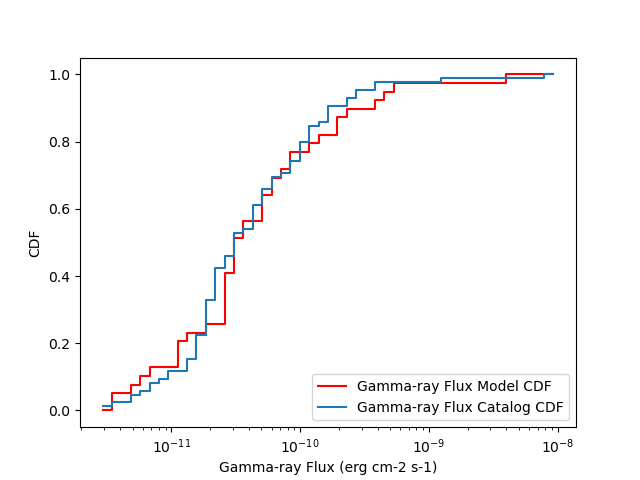 1.0
0.8
0.6
0.4
0.2
0.0
CDF
10⁻¹¹
10⁻¹⁰
10⁻⁹
10⁻⁸
Gamma-ray Flux (erg cm-2 s-1)
Gamma-ray Flux Model CDF
Gamma-ray Flux Catalog CDF